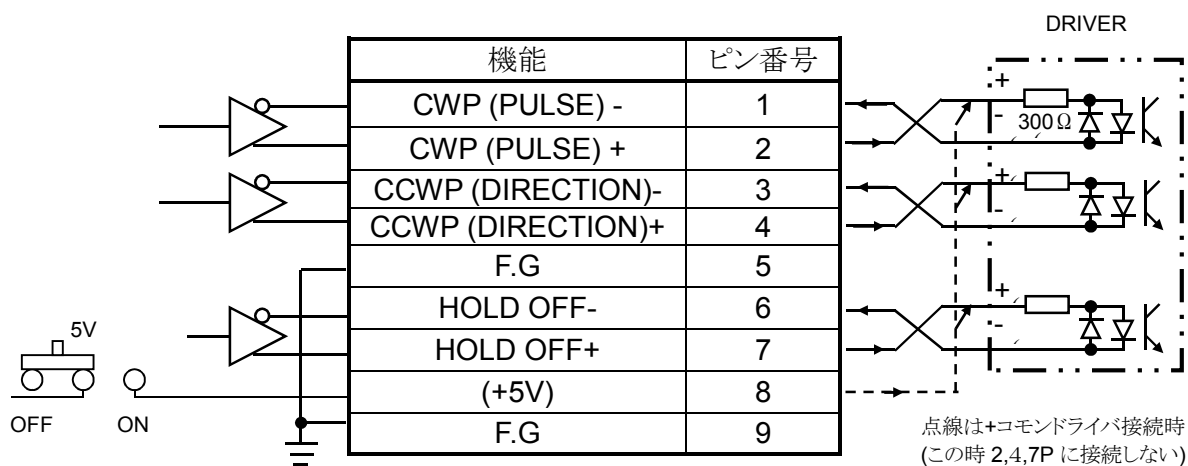 DRIVER
機能 ピン番号
CWP (PULSE) - 1
CWP (PULSE) + 2
CCWP (DIRECTION)- 3
CCWP (DIRECTION)+ 4
F.G 5
HOLD OFF- 6
HOLD OFF+ 7
(+5V) 8
F.G 9
+
-
300Ω
+
-
+
-
5V
OFF ON
点線は+コモンドライバ接続時
(この時 2,4,7P に接続しない)